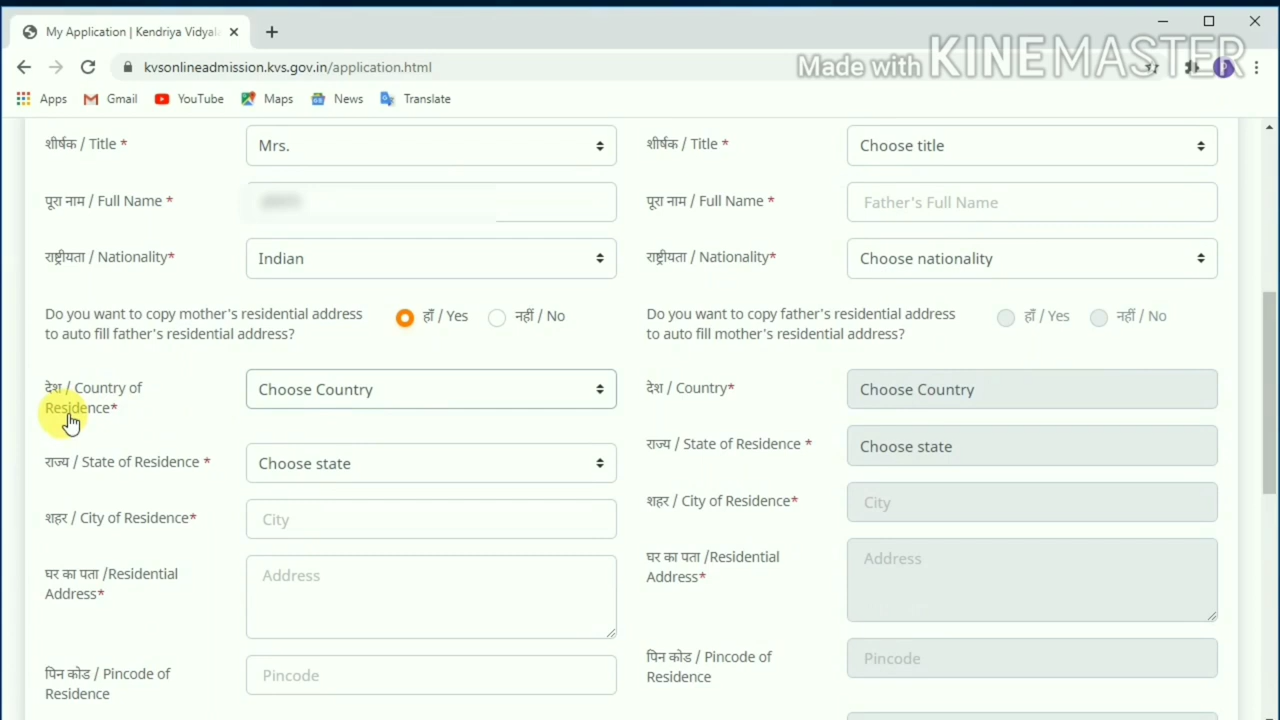 My Application | Kendriya Vidyal
kvsonlineadmission.kvs.gov.in/application.html
Made with KINEMASTER
P
Apps Gmail YouTube Maps News Translate
शीर्षक / Title * Mrs. शीर्षक / Title * Choose title
पूरा नाम / Full Name * पूरा नाम / Full Name * Father's Full Name
राष्ट्रीयता / Nationality* Indian राष्ट्रीयता / Nationality* Choose nationality
Do you want to copy mother's residential address
to auto fill father's residential address?
हाँ / Yes नहीं / No
Do you want to copy father's residential address
to auto fill mother's residential address?
हाँ / Yes नहीं / No
देश / Country of
Residence*
Choose Country
देश / Country* Choose Country
राज्य / State of Residence * Choose state
राज्य / State of Residence * Choose state
शहर / City of Residence* City
शहर / City of Residence* City
घर का पता /Residential
Address*
Address
घर का पता /Residential
Address*
Address
पिन कोड / Pincode of
Residence
Pincode
पिन कोड / Pincode of
Residence
Pincode